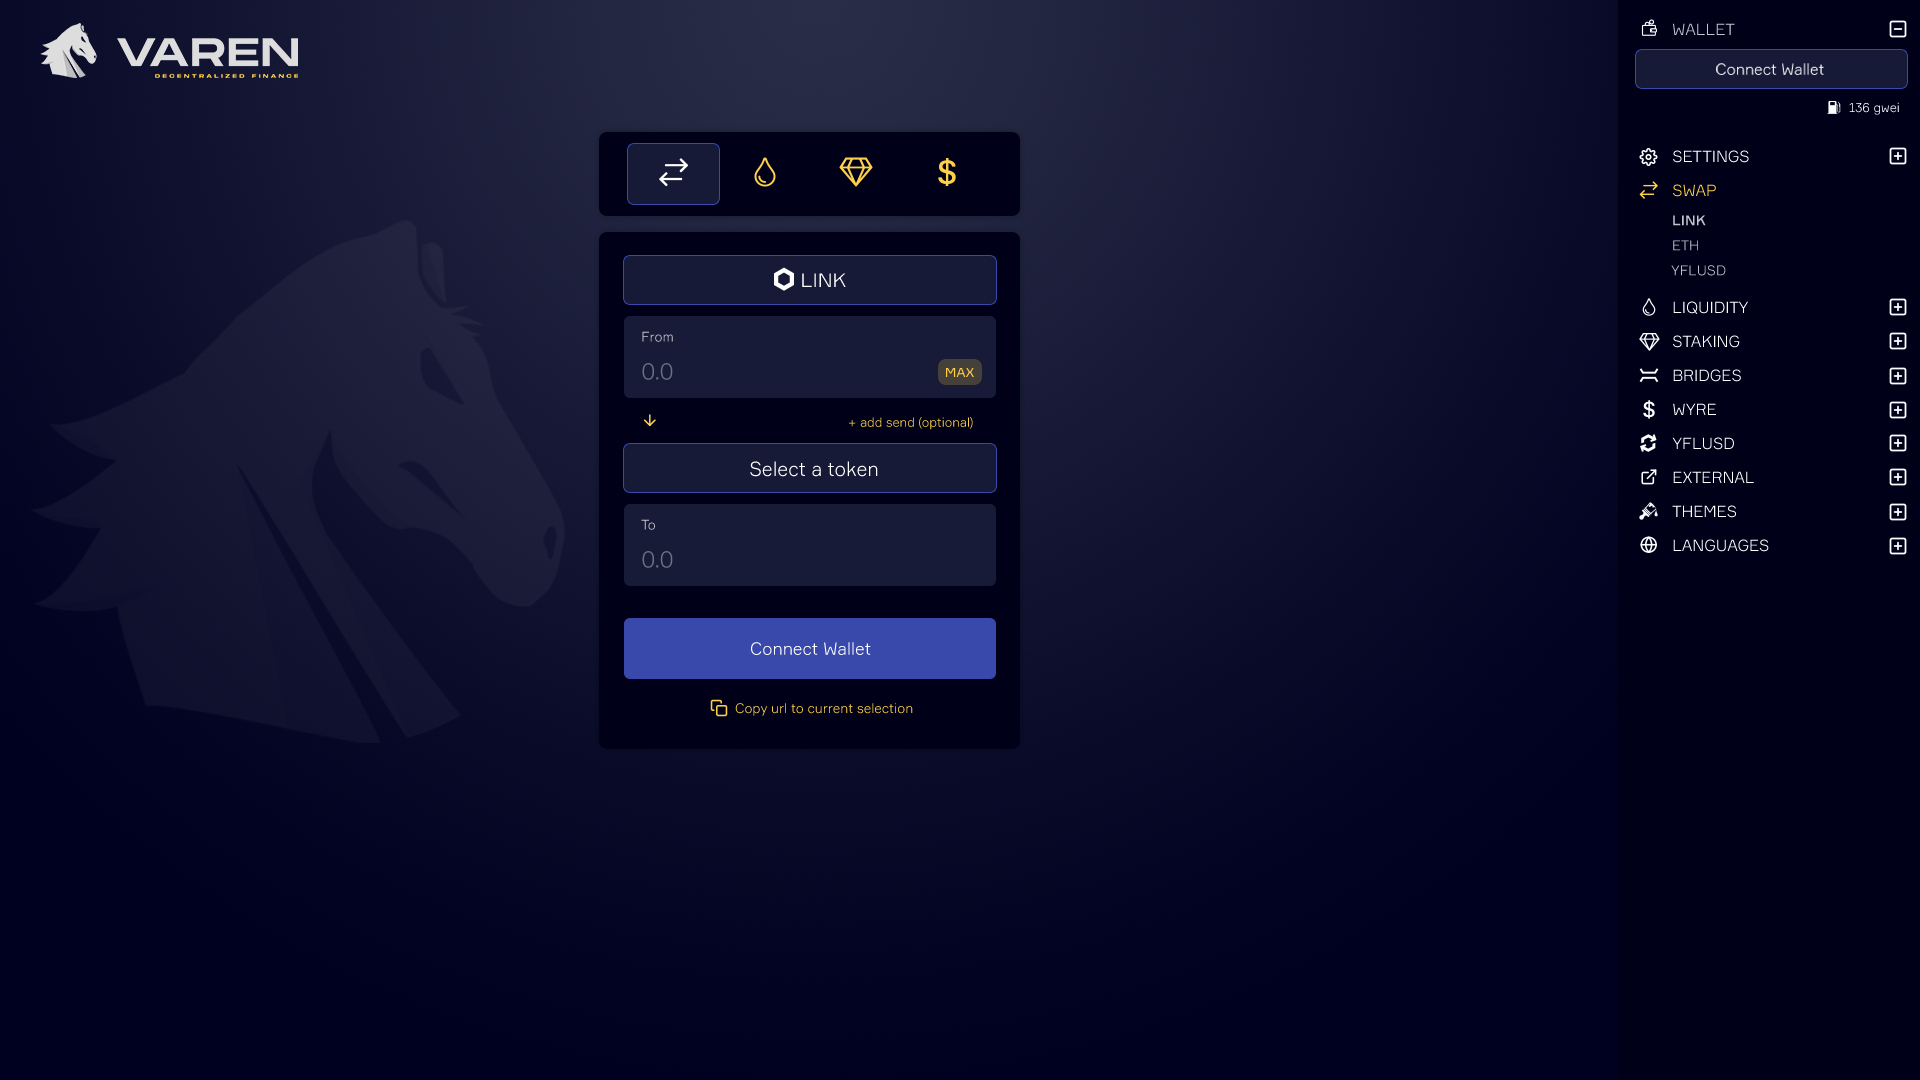 VAREN
DECENTRALIZED FINANCE
LINK
From
0.0
MAX
+ add send (optional)
Select a token
To
0.0
Connect Wallet
Copy url to current selection
WALLET
Connect Wallet
136 gwei
SETTINGS
SWAP
LINK
ETH
YFLUSD
LIQUIDITY
STAKING
BRIDGES
WYRE
YFLUSD
EXTERNAL
THEMES
LANGUAGES